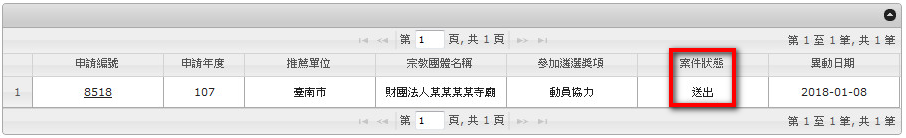 第 1 頁, 共 1 頁 第 1 至 1 筆, 共 1 筆
申請編號 申請年度 推薦單位 宗教團體名稱 參加遴選獎項 案件狀態 異動日期
1 8518 107 臺南市 財團法人某某某某寺廟 動員協力 送出 2018-01-08
第 1 頁, 共 1 頁 第 1 至 1 筆, 共 1 筆